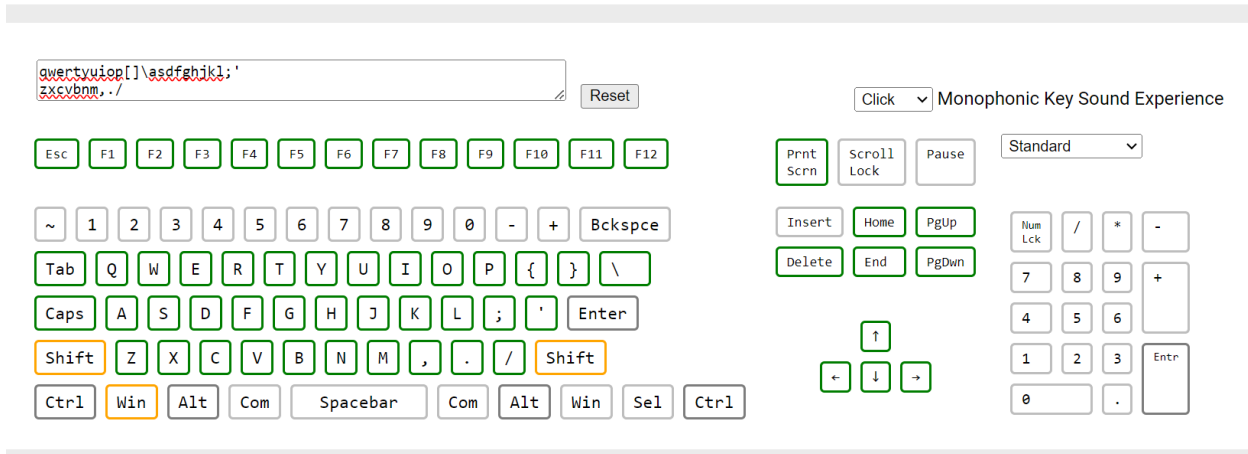 qwertyuiop[]\asdfghjkl;'
zxcvbnm,./
Reset
Click Monophonic Key Sound Experience
Esc F1 F2 F3 F4 F5 F6 F7 F8 F9 F10 F11 F12
Prnt Scrn Scroll Lock Pause
Standard
~ 1 2 3 4 5 6 7 8 9 0 - + Bckspce
Insert Home PgUp
Num Lck / * -
Tab Q W E R T Y U I O P { } \
Delete End PgDwn
7 8 9 +
Caps A S D F G H J K L ; ' Enter
4 5 6
Shift Z X C V B N M , . / Shift
↑
1 2 3 Entr
Ctrl Win Alt Com Spacebar Com Alt Win Sel Ctrl
← ↓ →
0 .